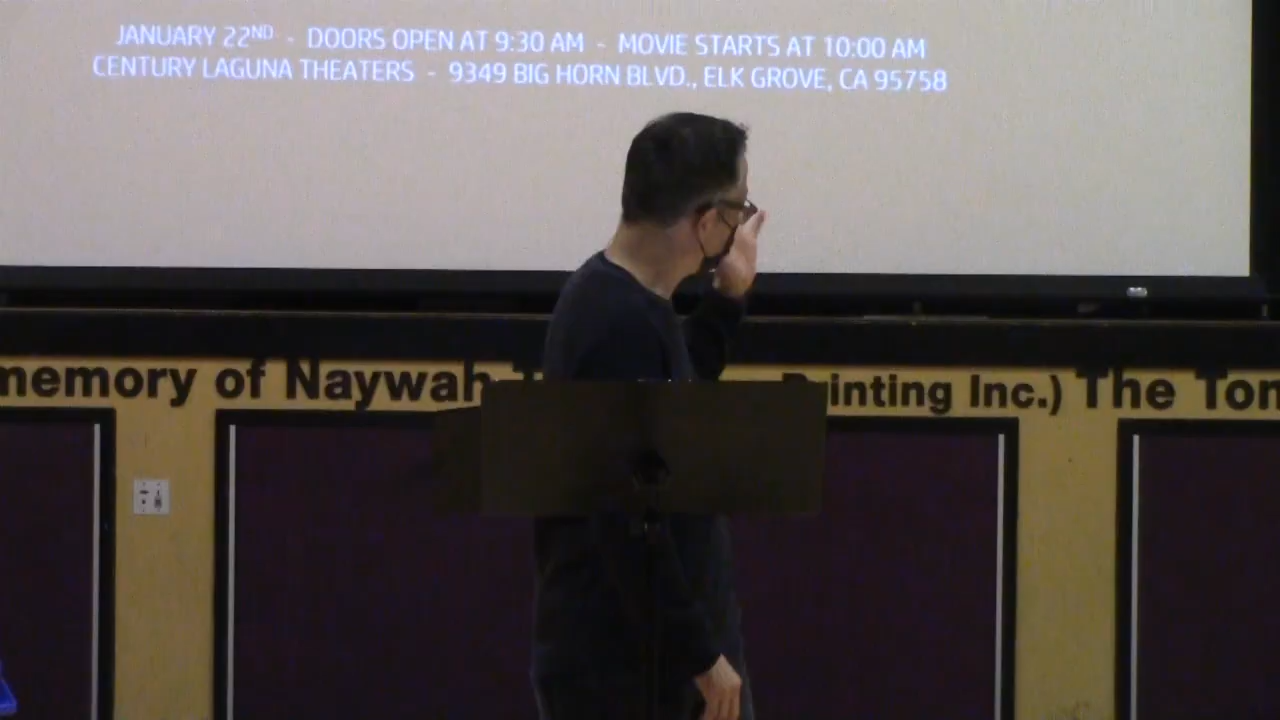 JANUARY 22ND - DOORS OPEN AT 9:30 AM - MOVIE STARTS AT 10:00 AM
CENTURY LAGUNA THEATERS - 9349 BIG HORN BLVD., ELK GROVE, CA 95758
memory of Naywah Printing Inc.) The Ton